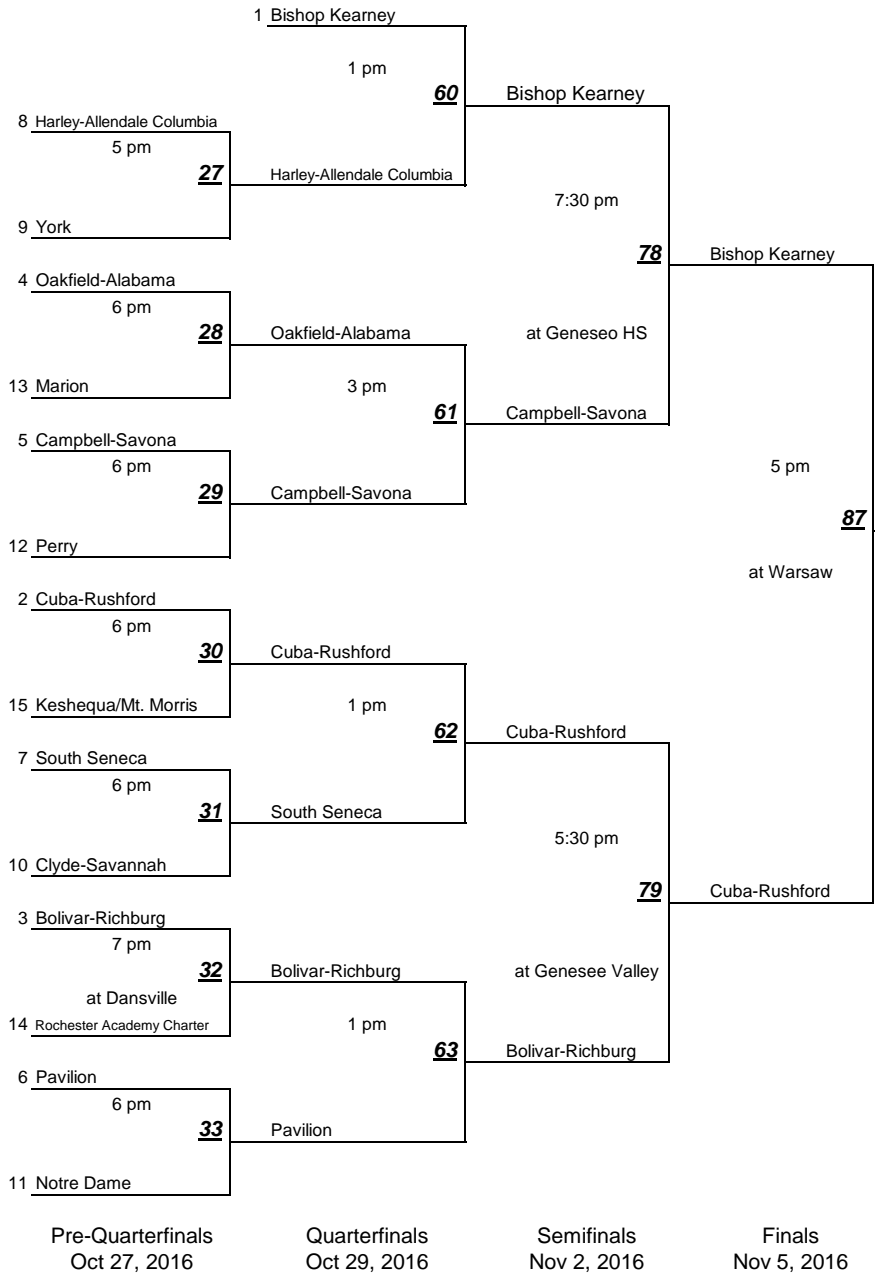 1 Bishop Kearney
1 pm
60 Bishop Kearney
8 Harley-Allendale Columbia
5 pm
27 Harley-Allendale Columbia
7:30 pm
9 York
78 Bishop Kearney
4 Oakfield-Alabama
6 pm
28 Oakfield-Alabama
at Geneseo HS
13 Marion
3 pm
61 Campbell-Savona
5 Campbell-Savona
6 pm
5 pm
29 Campbell-Savona
87
12 Perry
at Warsaw
2 Cuba-Rushford
6 pm
30 Cuba-Rushford
15 Keshequa/Mt. Morris
1 pm
62 Cuba-Rushford
7 South Seneca
6 pm
31 South Seneca
5:30 pm
10 Clyde-Savannah
79 Cuba-Rushford
3 Bolivar-Richburg
7 pm
32 Bolivar-Richburg
at Genesee Valley
at Dansville
14 Rochester Academy Charter
1 pm
63 Bolivar-Richburg
6 Pavilion
6 pm
33 Pavilion
11 Notre Dame
Pre-Quarterfinals
Oct 27, 2016
Quarterfinals
Oct 29, 2016
Semifinals
Nov 2, 2016
Finals
Nov 5, 2016